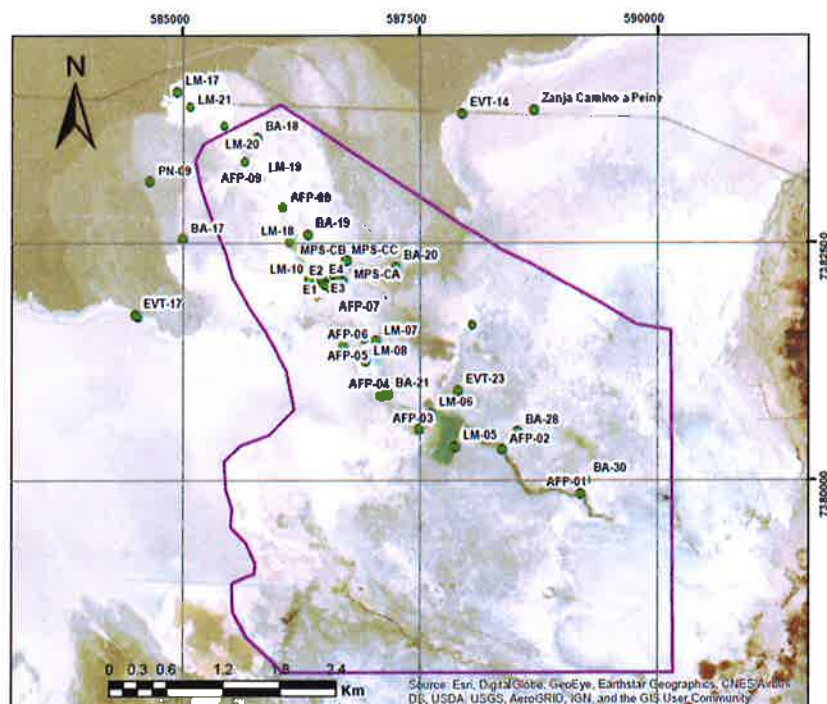 585000 587500 590000
N
LM-17
LM-21
EVT-14
Zanja Camino a Peine
BA-18
LM-20
LM-19
AFP-09
PN-09
AFP-08
BA-17
BA-19
LM-18
7382500
MPS-CB MPS-CC
BA-20
LM-10 E2 E4 MPS-CA
E1 E3
AFP-07
EVT-17
AFP-06 LM-07
AFP-05 LM-08
AFP-04 BA-21
EVT-23
LM-06
AFP-03
BA-28
LM-05 AFP-02
BA-30
AFP-01
7380000
0 0.3 0.6 1.2 1.8 2.4
Km
Source: Esri, DigitalGlobe, GeoEye, Earthstar Geographics, CNES/Airbus
DS, USDA, USGS, AeroGRID, IGN, and the GIS User Community